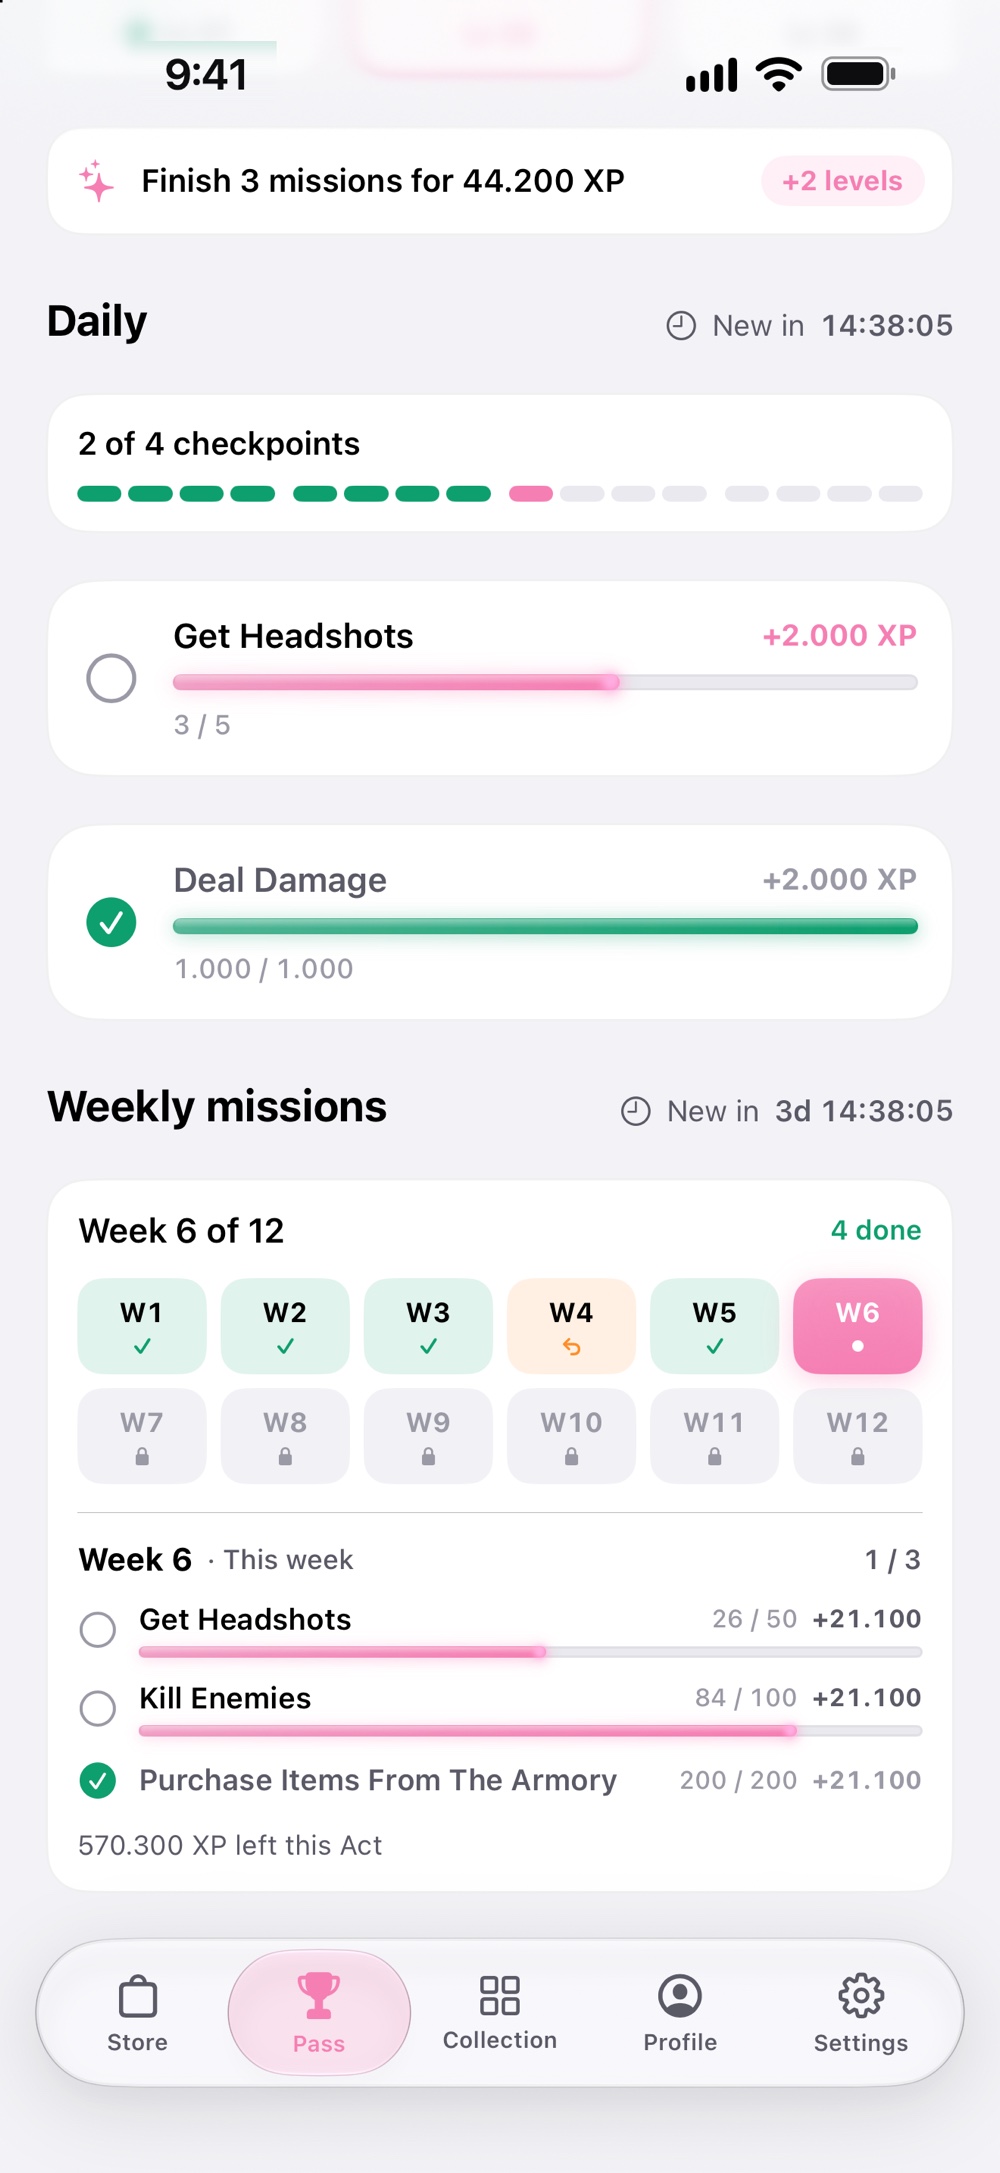 9:41
Finish 3 missions for 44.200 XP +2 levels
Daily New in 14:38:05
2 of 4 checkpoints
Get Headshots +2.000 XP
3 / 5
Deal Damage +2.000 XP
1.000 / 1.000
Weekly missions New in 3d 14:38:05
Week 6 of 12 4 done
W1 W2 W3 W4 W5 W6
W7 W8 W9 W10 W11 W12
Week 6 · This week 1 / 3
Get Headshots 26 / 50 +21.100
Kill Enemies 84 / 100 +21.100
Purchase Items From The Armory 200 / 200 +21.100
570.300 XP left this Act
Store Pass Collection Profile Settings